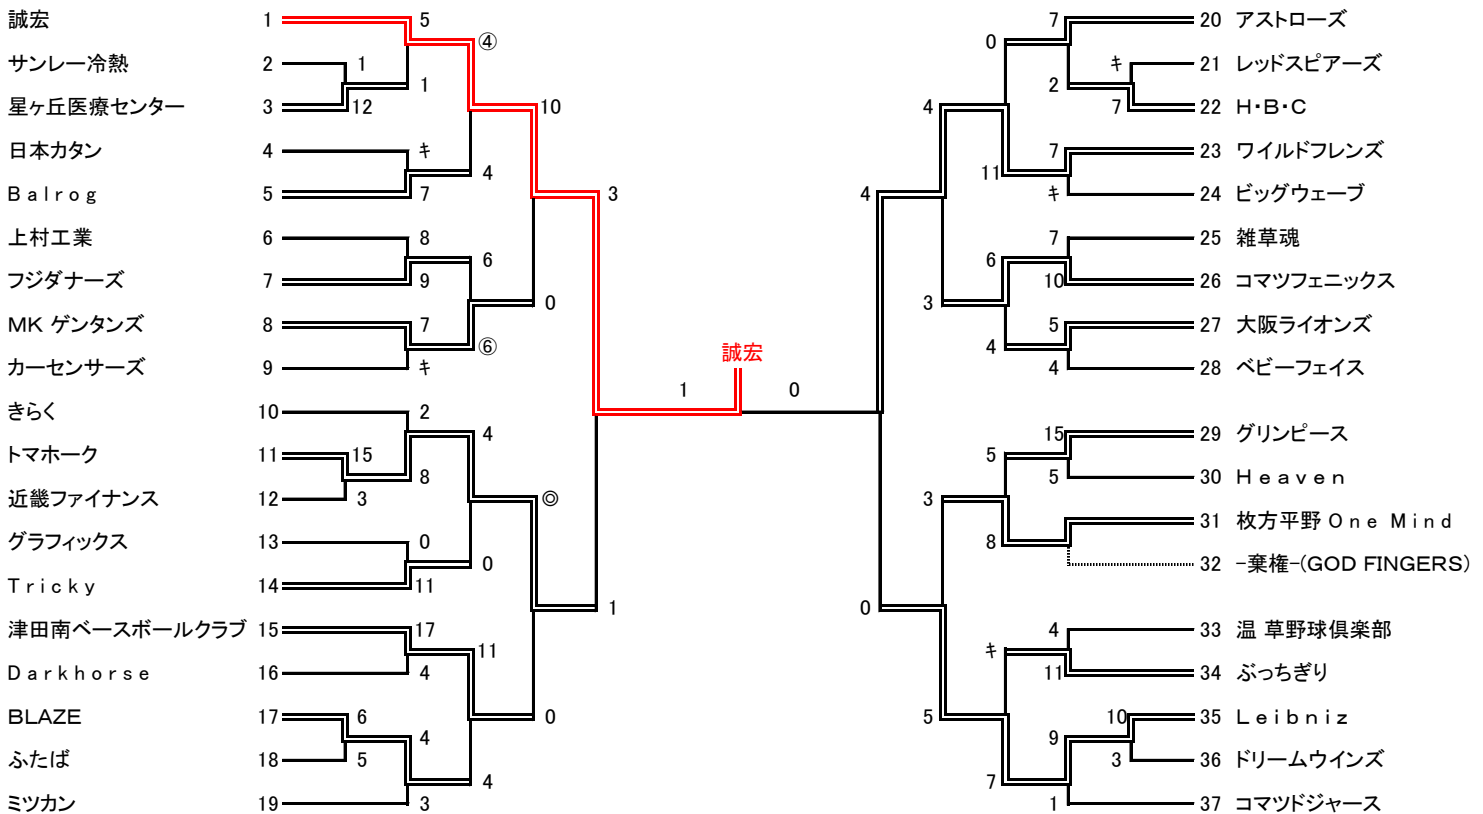 誠宏 1 5
④
サンレー冷熱 2 1
1
星ヶ丘医療センター 3 12
10
日本カタン 4 ｷ
4
Balrog 5 7
3
上村工業 6 8
6
フジダナーズ 7 9
0
MK ゲンタンズ 8 7
⑥
カーセンサーズ 9 ｷ
きらく 10 2
4
トマホーク 11 15
8
近畿ファイナンス 12 3
◎
グラフィックス 13 0
0
Tricky 14 11
1
津田南ベースボールクラブ 15 17
11
Darkhorse 16 4
0
BLAZE 17 6
4
ふたば 18 5
4
ミツカン 19 3
誠宏
1 0
7 20 アストローズ
0
ｷ 21 レッドスピアーズ
2
7 22 H・B・C
4
7 23 ワイルドフレンズ
11
ｷ 24 ビッグウェーブ
4
7 25 雑草魂
6
10 26 コマツフェニックス
3
5 27 大阪ライオンズ
4
4 28 ベビーフェイス
15 29 グリンピース
5
5 30 Heaven
3
31 枚方平野 One Mind
8
32 -棄権-(GOD FINGERS)
0
4 33 温 草野球倶楽部
ｷ
11 34 ぶっちぎり
5
10 35 Leibniz
9
3 36 ドリームウインズ
7
1 37 コマツドジャース